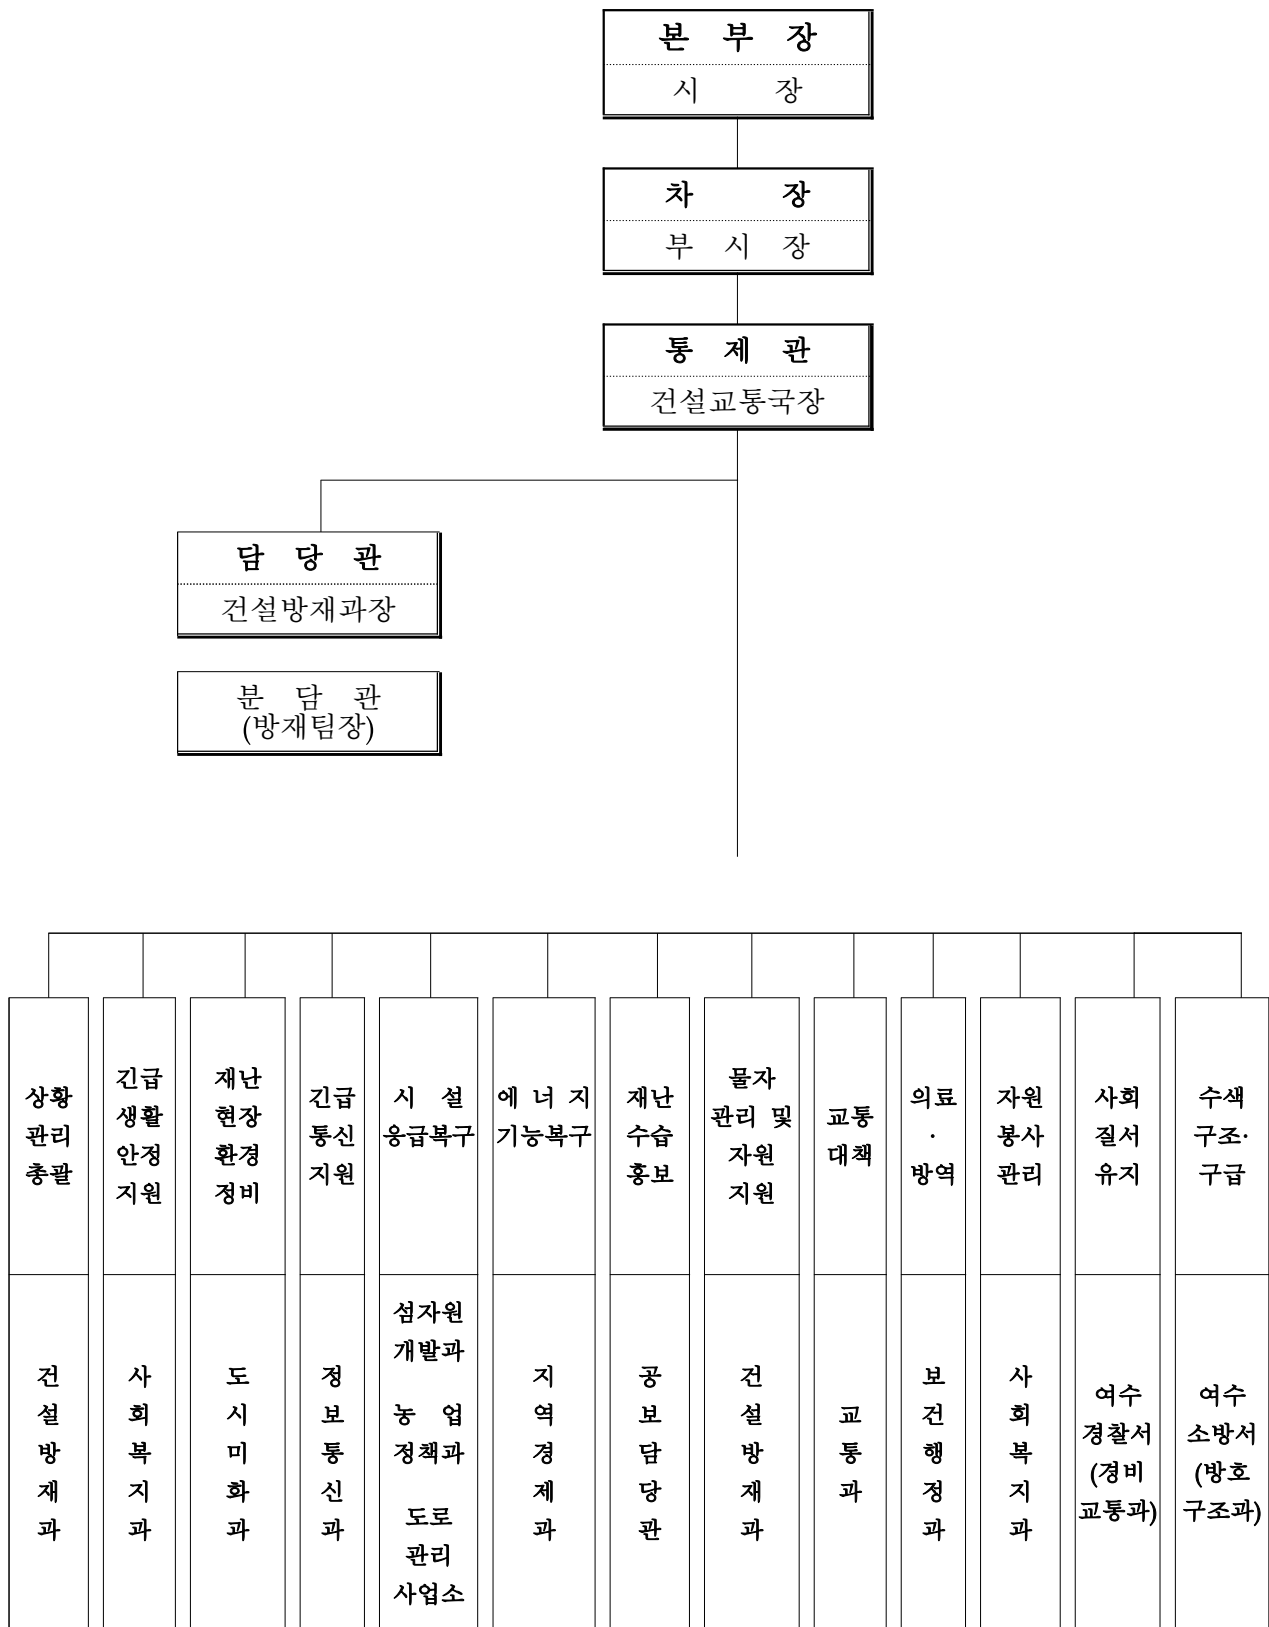 본 부 장
시 장
차 장
부 시 장
통 제 관
건설교통국장
담 당 관
건설방재과장
분 담 관
(방재팀장)
상황
관리
총괄
긴급
생활
안정
지원
재난
현장
환경
정비
긴급
통신
지원
시 설
응급복구
에 너 지
기능복구
재난
수습
홍보
물자
관리 및
자원
지원
교통
대책
의료
·
방역
자원
봉사
관리
사회
질서
유지
수색
구조·
구급
건
설
방
재
과
사
회
복
지
과
도
시
미
화
과
정
보
통
신
과
섬자원
개발과
농 업
정책과
도로
관리
사업소
지
역
경
제
과
공
보
담
당
관
건
설
방
재
과
교
통
과
보
건
행
정
과
사
회
복
지
과
여수
경찰서
(경비
교통과)
여수
소방서
(방호
구조과)